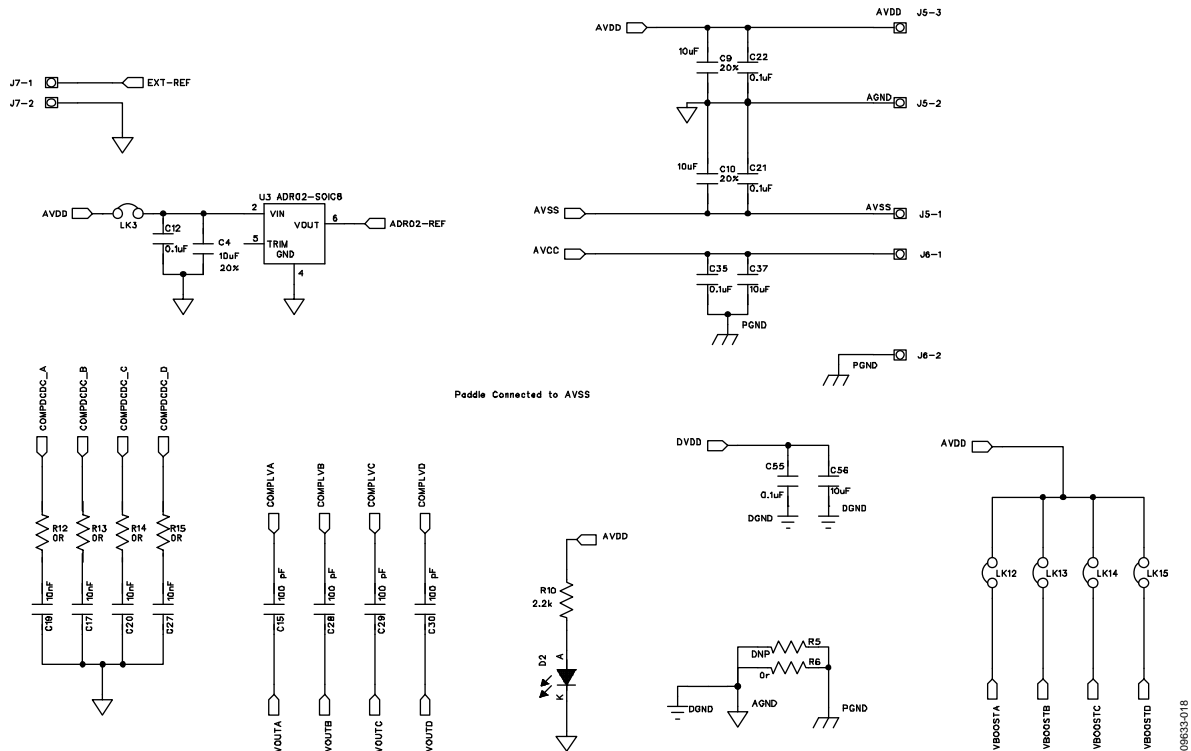 AVDD J5-3
AVDD
10uF C9 C22
20%
0.1uF
AGND J5-2
10uF C10 C21
20%
0.1uF
AVSS AVSS J5-1
AVCC J6-1
C35 C37
0.1uF 10uF
PGND
J6-2
PGND
J7-1 EXT-REF
J7-2
U3 ADR02-SOIC8
AVDD LK3 2 VIN
VOUT 6 ADR02-REF
C12
0.1uF
C4
10uF
20%
5 TRIM
GND
4
Paddle Connected to AVSS
COMPDCDC_A COMPDCDC_B COMPDCDC_C COMPDCDC_D
R12 R13 R14 R15
0R 0R 0R 0R
10nF 10nF 10nF 10nF
C19 C17 C20 C27
COMPLVA COMPLVB COMPLVC COMPLVD
100 pF 100 pF 100 pF 100 pF
C15 C28 C29 C30
VOUTA VOUTB VOUTC VOUTD
AVDD
R10
2.2k
D2 A
K
DVDD
C55 C56
0.1uF 10uF
DGND DGND
R5
DNP
R6
0r
DGND AGND PGND
AVDD
LK12 LK13 LK14 LK15
VBOOSTA VBOOSTB VBOOSTC VBOOSTD
09633-018